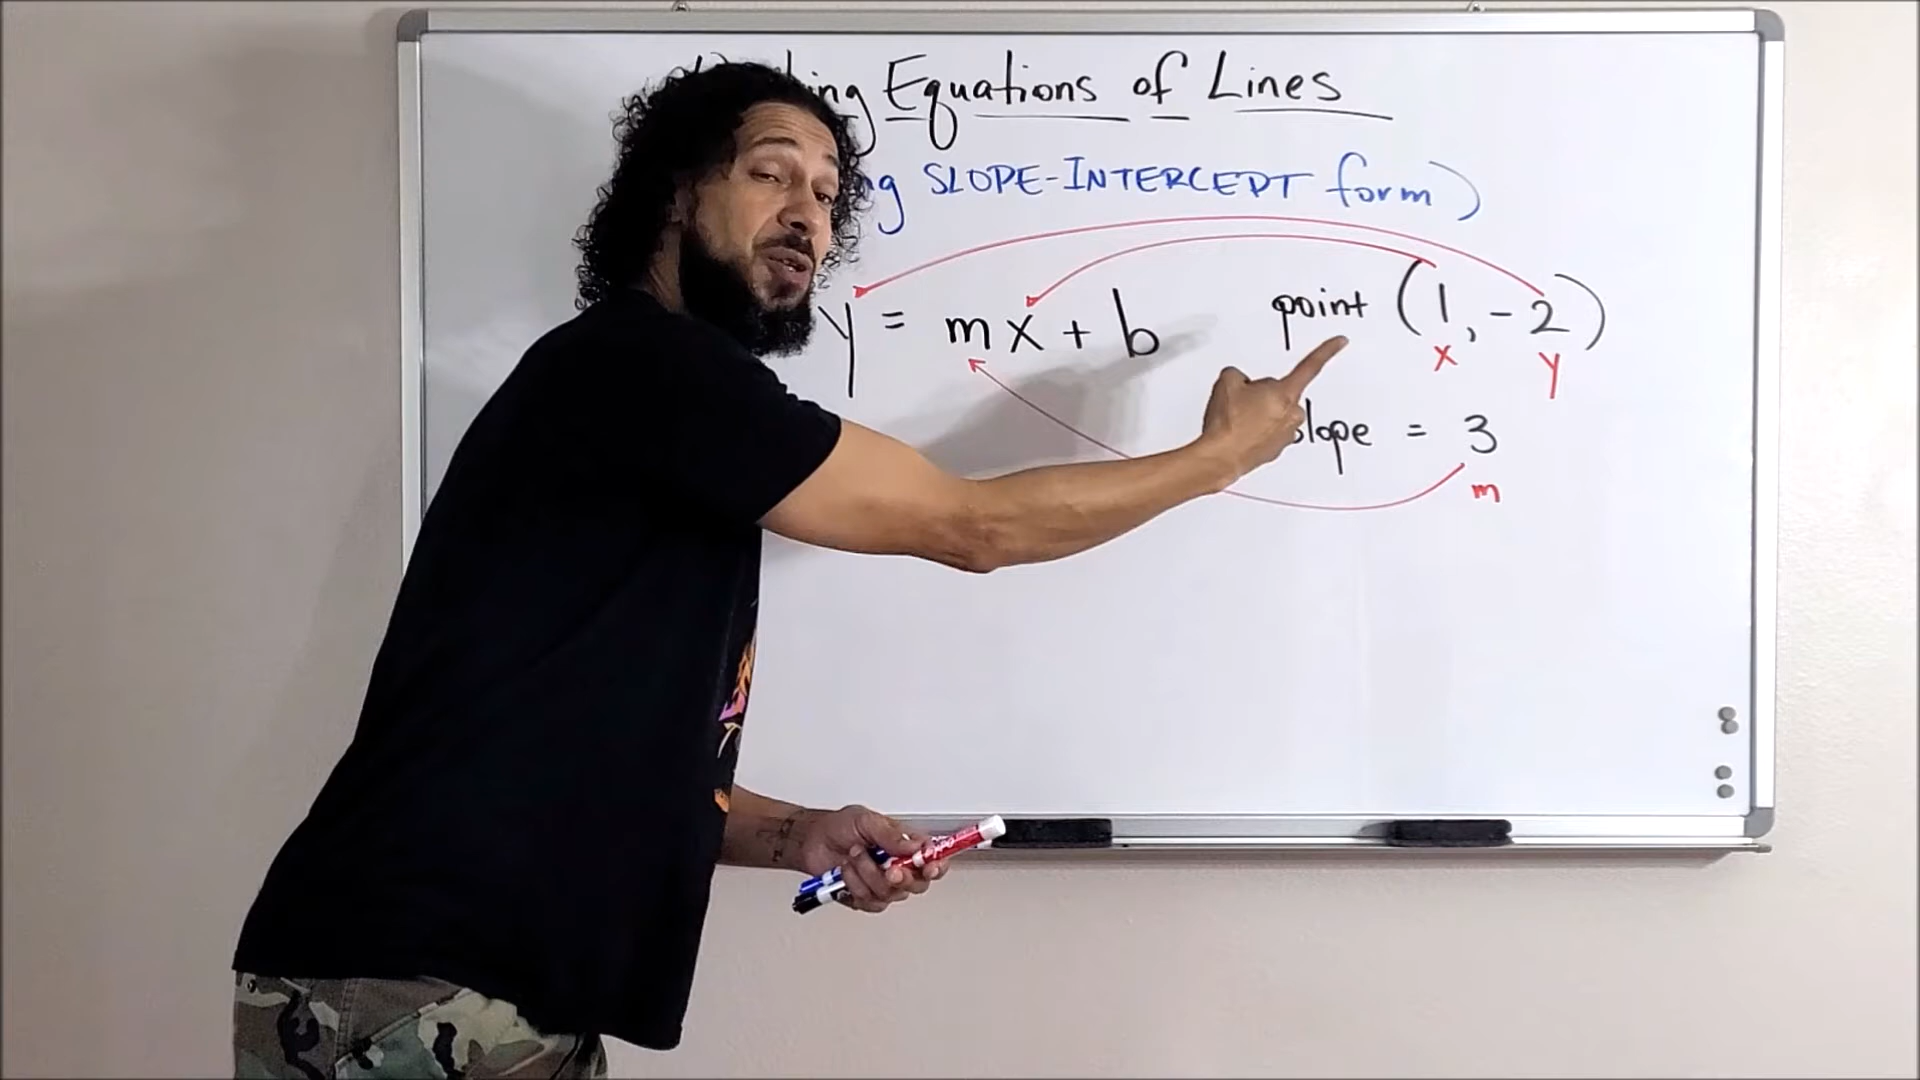 Equations of Lines
SLOPE-INTERCEPT form)
y = mx + b
point (1, -2)
x y
slope = 3
m